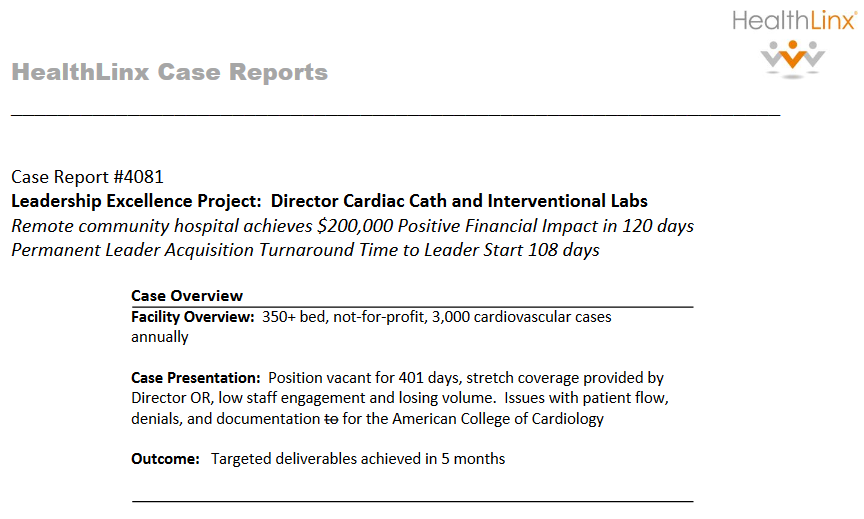 HealthLinx®
HealthLinx Case Reports
Case Report #4081
Leadership Excellence Project:  Director Cardiac Cath and Interventional Labs
Remote community hospital achieves $200,000 Positive Financial Impact in 120 days
Permanent Leader Acquisition Turnaround Time to Leader Start 108 days
Case Overview
Facility Overview:  350+ bed, not-for-profit, 3,000 cardiovascular cases
annually
Case Presentation:  Position vacant for 401 days, stretch coverage provided by
Director OR, low staff engagement and losing volume.  Issues with patient flow,
denials, and documentation to for the American College of Cardiology
Outcome:   Targeted deliverables achieved in 5 months